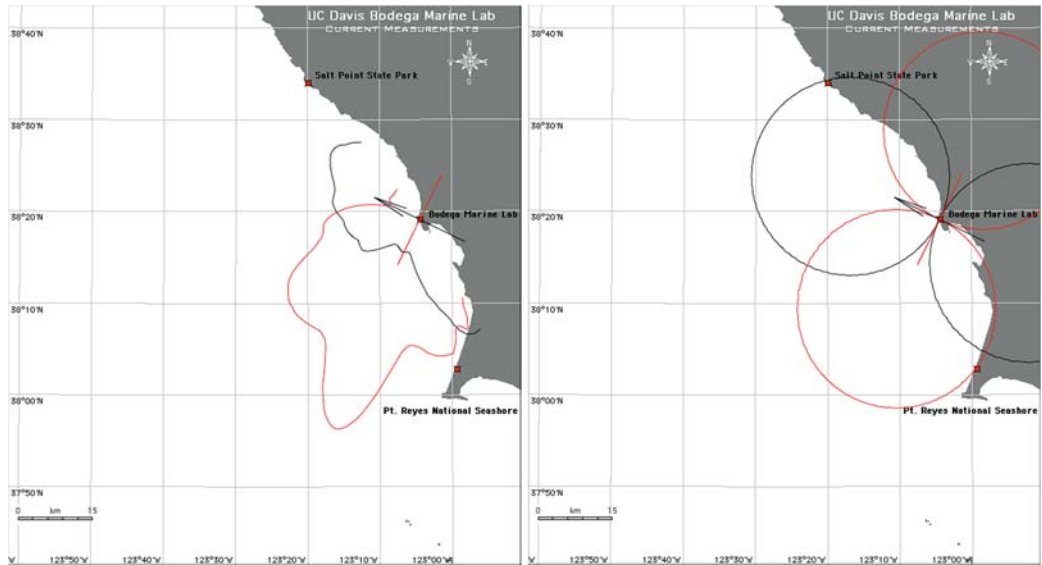 UC Davis Bodega Marine Lab
CURRENT MEASUREMENTS
N
W E
S
38°40'N
Salt Point State Park
38°30'N
38°20'N
Bodega Marine Lab
38°10'N
38°00'N
Pt. Reyes National Seashore
37°50'N
0 km 15
W 123°50'W 123°40'W 123°30'W 123°20'W 123°10'W 123°00'W
UC Davis Bodega Marine Lab
CURRENT MEASUREMENTS
N
W E
S
38°40'N
Salt Point State Park
38°30'N
38°20'N
Bodega Marine Lab
38°10'N
38°00'N
Pt. Reyes National Seashore
37°50'N
0 km 15
W 123°50'W 123°40'W 123°30'W 123°20'W 123°10'W 123°00'W